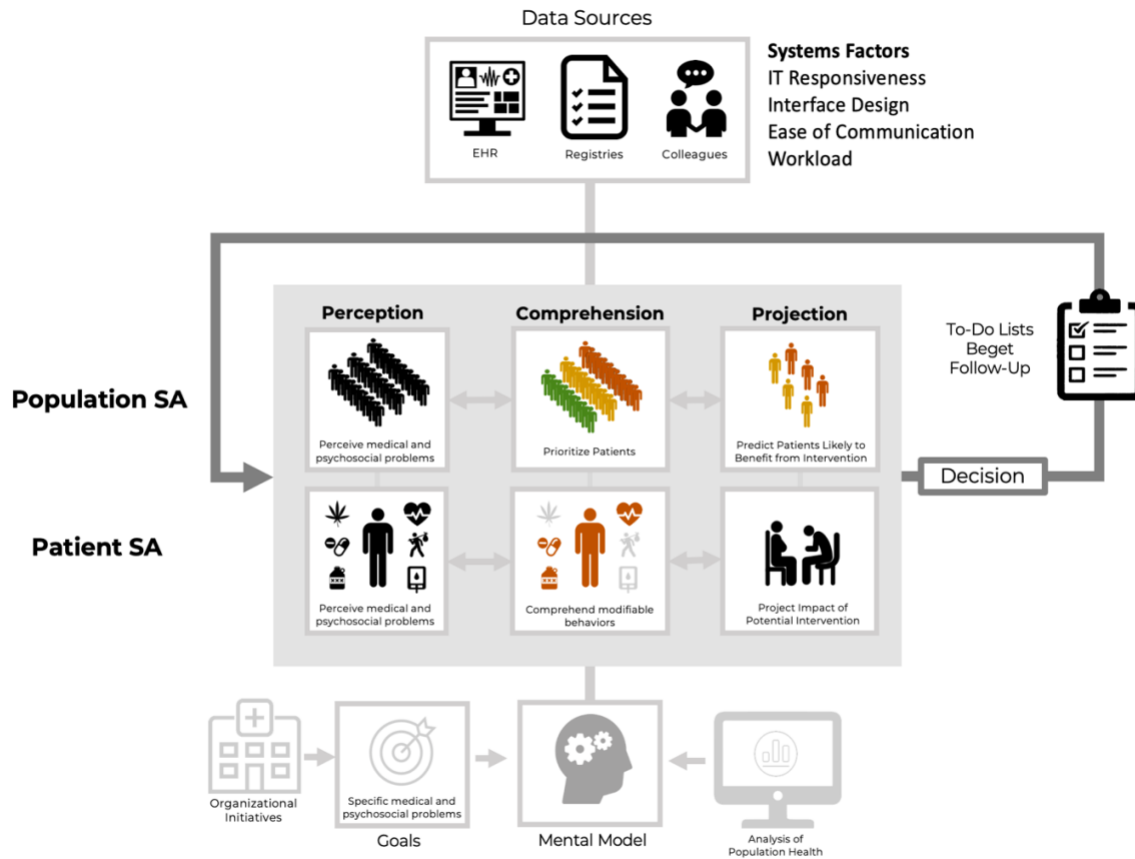 Data Sources
EHR
Registries
Colleagues
Systems Factors
IT Responsiveness
Interface Design
Ease of Communication
Workload
Perception
Comprehension
Projection
To-Do Lists
Beget
Follow-Up
Population SA
Perceive medical and
psychosocial problems
Prioritize Patients
Predict Patients Likely to
Benefit from Intervention
Decision
Patient SA
Perceive medical and
psychosocial problems
Comprehend modifiable
behaviors
Project Impact of
Potential Intervention
Organizational
Initiatives
Specific medical and
psychosocial problems
Goals
Mental Model
Analysis of
Population Health